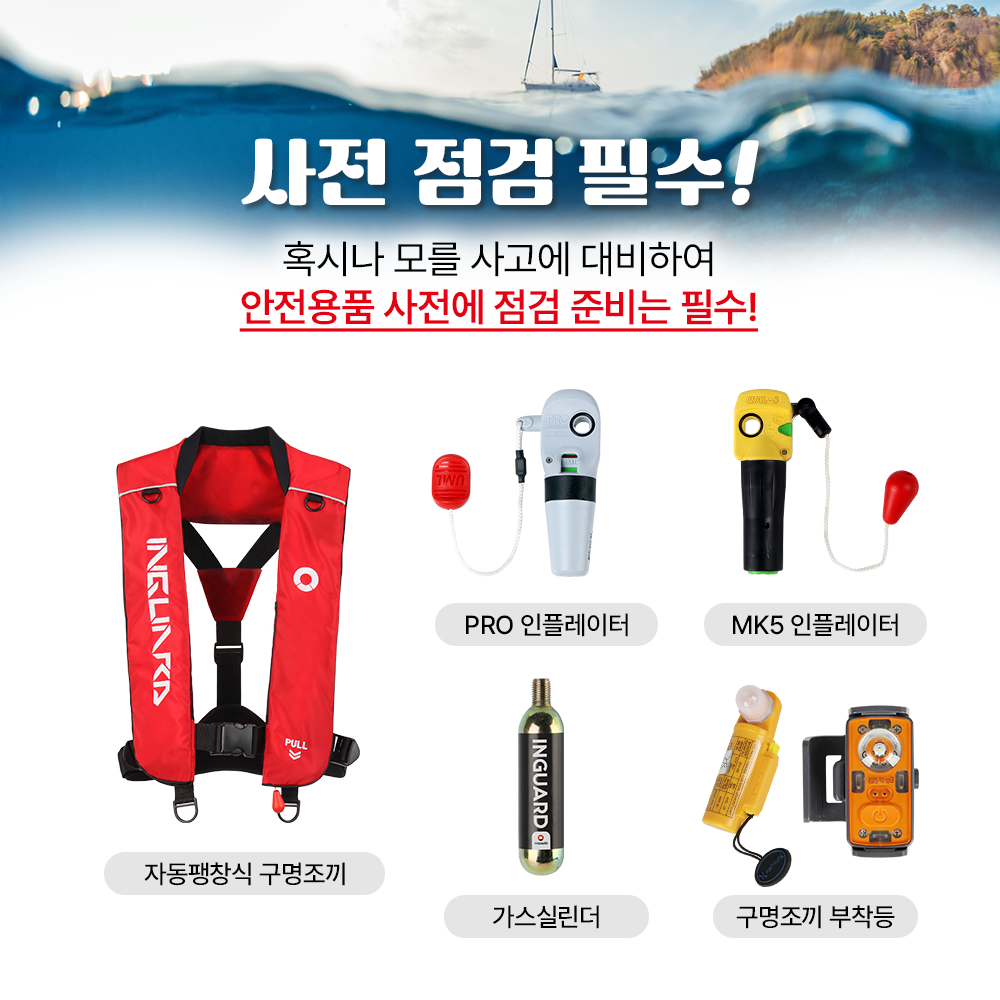 사전 점검 필수!
혹시나 모를 사고에 대비하여
안전용품 사전에 점검 준비는 필수!
INGUARD
PULL
자동팽창식 구명조끼
UML
PRO
PRO 인플레이터
MK5 인플레이터
INGUARD
가스실린더
구명조끼 부착등